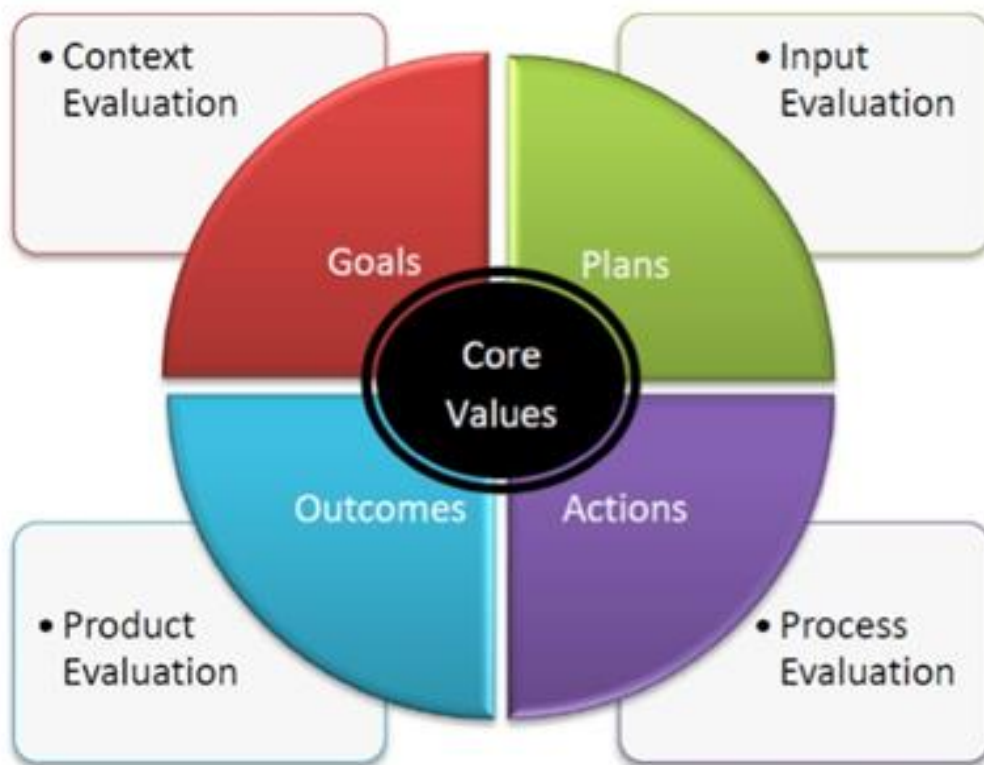 • Context
Evaluation
• Input
Evaluation
Goals
Plans
Core
Values
Outcomes
Actions
• Product
Evaluation
• Process
Evaluation